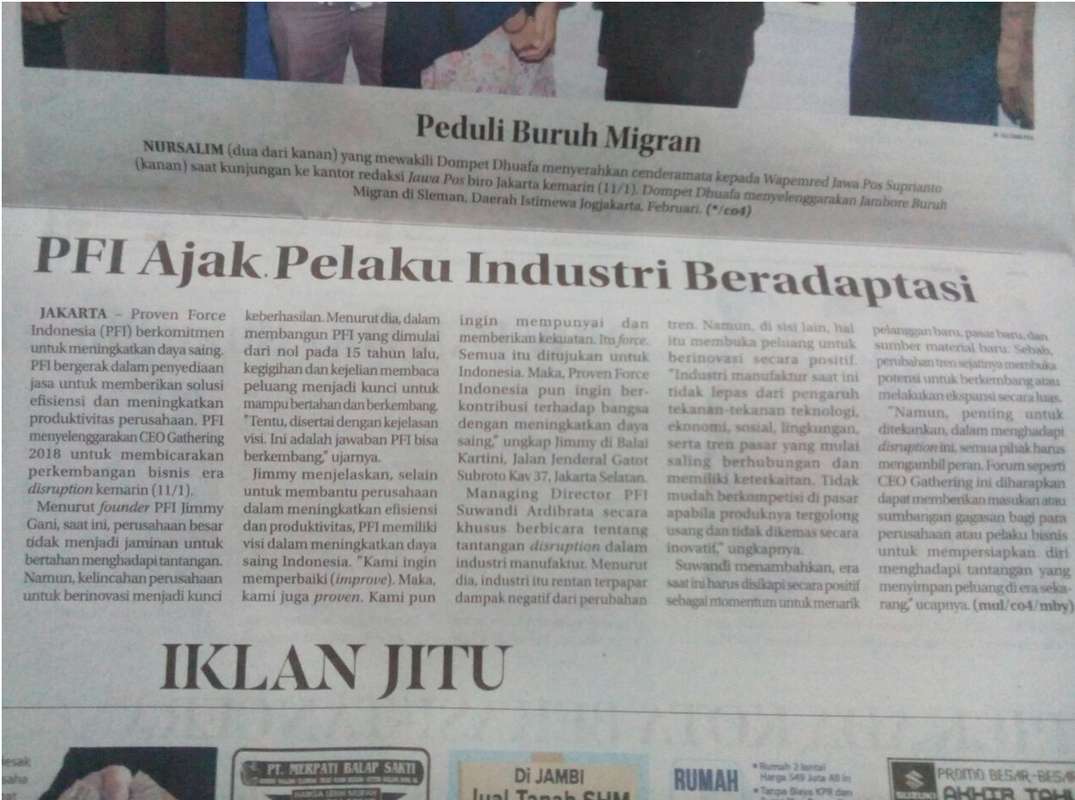 Peduli Buruh Migran
NURSALIM (dua dari kanan) yang mewakili Dompet Dhuafa menyerahkan cenderamata kepada Wapemred Jawa Pos Suprianto
(kanan) saat kunjungan ke kantor redaksi Jawa Pos biro Jakarta kemarin (11/1). Dompet Dhuafa menyelenggarakan Jambore Buruh
Migran di Sleman, Daerah Istimewa Jogjakarta, Februari. (*/co4)
PFI Ajak Pelaku Industri Beradaptasi
JAKARTA – Proven Force
Indonesia (PFI) berkomitmen
untuk meningkatkan daya saing.
PFI bergerak dalam penyediaan
jasa untuk memberikan solusi
efisiensi dan meningkatkan
produktivitas perusahaan. PFI
menyelenggarakan CEO Gathering
2018 untuk membicarakan
perkembangan bisnis era
disruption kemarin (11/1).
Menurut founder PFI Jimmy
Gani, saat ini, perusahaan besar
tidak menjadi jaminan untuk
bertahan menghadapi tantangan.
Namun, kelincahan perusahaan
untuk berinovasi menjadi kunci
keberhasilan. Menurut dia, dalam
membangun PFI yang dimulai
dari nol pada 15 tahun lalu,
kegigihan dan kejelian membaca
peluang menjadi kunci untuk
mampu bertahan dan berkembang.
"Tentu, disertai dengan kejelasan
visi. Ini adalah jawaban PFI bisa
berkembang," ujarnya.
Jimmy menjelaskan, selain
untuk membantu perusahaan
dalam meningkatkan efisiensi
dan produktivitas, PFI memiliki
visi dalam meningkatkan daya
saing Indonesia. "Kami ingin
memperbaiki (improve). Maka,
kami juga proven. Kami pun
ingin mempunyai dan
memberikan kekuatan. Itu force.
Semua itu ditujukan untuk
Indonesia. Maka, Proven Force
Indonesia pun ingin ber-
kontribusi terhadap bangsa
dengan meningkatkan daya
saing," ungkap Jimmy di Balai
Kartini, Jalan Jenderal Gatot
Subroto Kav 37, Jakarta Selatan.
Managing Director PFI
Suwandi Ardibrata secara
khusus berbicara tentang
tantangan disruption dalam
industri manufaktur. Menurut
dia, industri itu rentan terpapar
dampak negatif dari perubahan
tren. Namun, di sisi lain, hal
itu membuka peluang untuk
berinovasi secara positif.
"Industri manufaktur saat ini
tidak lepas dari pengaruh
tekanan-tekanan teknologi,
ekonomi, sosial, lingkungan,
serta tren pasar yang mulai
saling berhubungan dan
memiliki keterkaitan. Tidak
mudah berkompetisi di pasar
apabila produknya tergolong
usang dan tidak dikemas secara
inovatif," ungkapnya.
Suwandi menambahkan, era
saat ini harus disikapi secara positif
sebagai momentum untuk menarik
pelanggan baru, pasar baru, dan
sumber material baru. Sebab,
perubahan tren sejatinya membuka
potensi untuk berkembang atau
melakukan ekspansi secara luas.
"Namun, penting untuk
ditekankan, dalam menghadapi
disruption ini, semua pihak harus
mengambil peran. Forum seperti
CEO Gathering ini diharapkan
dapat memberikan masukan atau
sumbangan gagasan bagi para
perusahaan atau pelaku bisnis
untuk mempersiapkan diri
menghadapi tantangan yang
menyimpan peluang di era seka-
rang," ucapnya. (mul/co4/mby)
IKLAN JITU
esak
saha
PT. MERPATI BALAP SAKTI
HARGA LEBIH MURAH
Di JAMBI
Jual Tanah SHM
RUMAH
• Rumah 2 lantai
Harga 549 Juta All in
• Tanpa Biaya KPR dan
SUZUKI
PROMO BESAR-BESAR
AKHIR TAHU